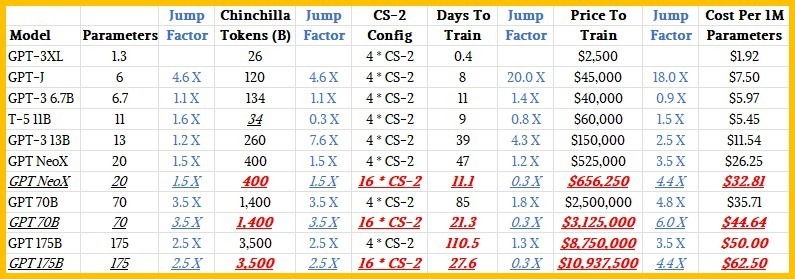 Jump Chinchilla Jump CS-2 Days To Jump Price To Jump Cost Per 1M
Model Parameters Factor Tokens (B) Factor Config Train Factor Train Factor Parameters
GPT-3XL 1.3 26 4 * CS-2 0.4 $2,500 $1.92
GPT-J 6 4.6 X 120 4.6 X 4 * CS-2 8 20.0 X $45,000 18.0 X $7.50
GPT-3 6.7B 6.7 1.1 X 134 1.1 X 4 * CS-2 11 1.4 X $40,000 0.9 X $5.97
T-5 11B 11 1.6 X 34 0.3 X 4 * CS-2 9 0.8 X $60,000 1.5 X $5.45
GPT-3 13B 13 1.2 X 260 7.6 X 4 * CS-2 39 4.3 X $150,000 2.5 X $11.54
GPT NeoX 20 1.5 X 400 1.5 X 4 * CS-2 47 1.2 X $525,000 3.5 X $26.25
GPT NeoX 20 1.5 X 400 1.5 X 16 * CS-2 11.1 0.3 X $656,250 4.4 X $32.81
GPT 70B 70 3.5 X 1,400 3.5 X 4 * CS-2 85 1.8 X $2,500,000 4.8 X $35.71
GPT 70B 70 3.5 X 1,400 3.5 X 16 * CS-2 21.3 0.3 X $3,125,000 6.0 X $44.64
GPT 175B 175 2.5 X 3,500 2.5 X 4 * CS-2 110.5 1.3 X $8,750,000 3.5 X $50.00
GPT 175B 175 2.5 X 3,500 2.5 X 16 * CS-2 27.6 0.3 X $10,937,500 4.4 X $62.50